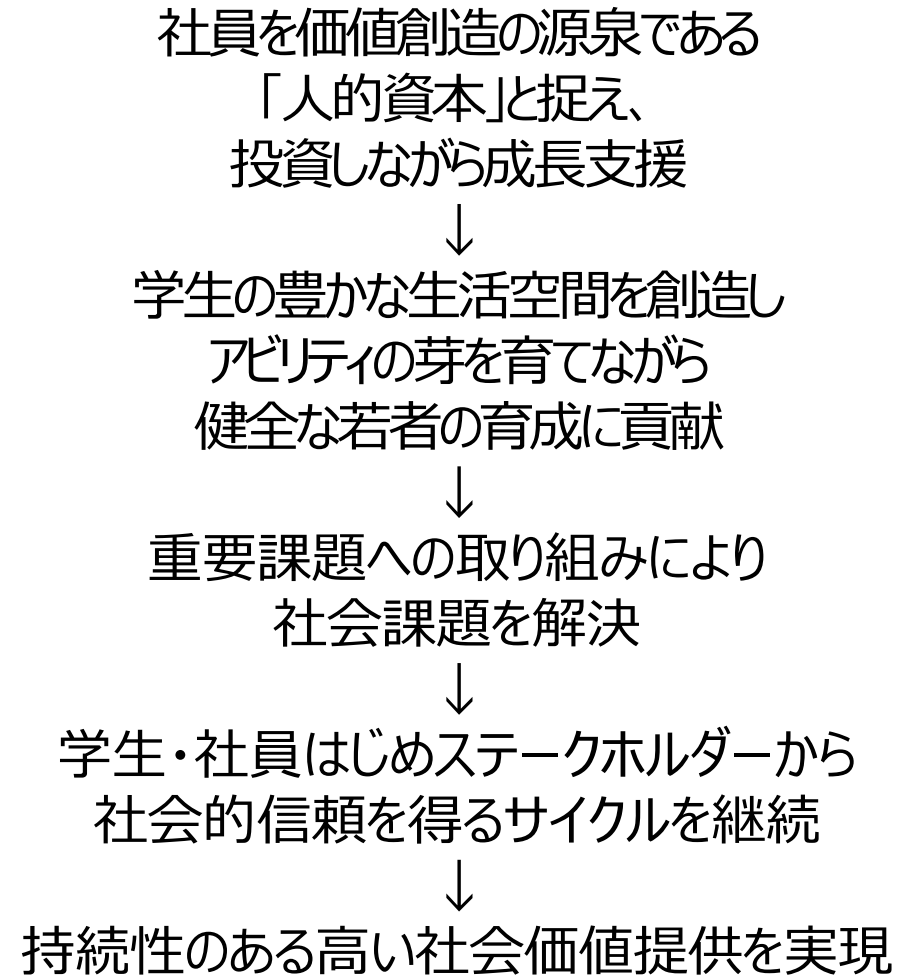 社員を価値創造の源泉である
「人的資本」と捉え、
投資しながら成長支援
↓
学生の豊かな生活空間を創造し
アビリティの芽を育てながら
健全な若者の育成に貢献
↓
重要課題への取り組みにより
社会課題を解決
↓
学生・社員はじめステークホルダーから
社会的信頼を得るサイクルを継続
↓
持続性のある高い社会価値提供を実現